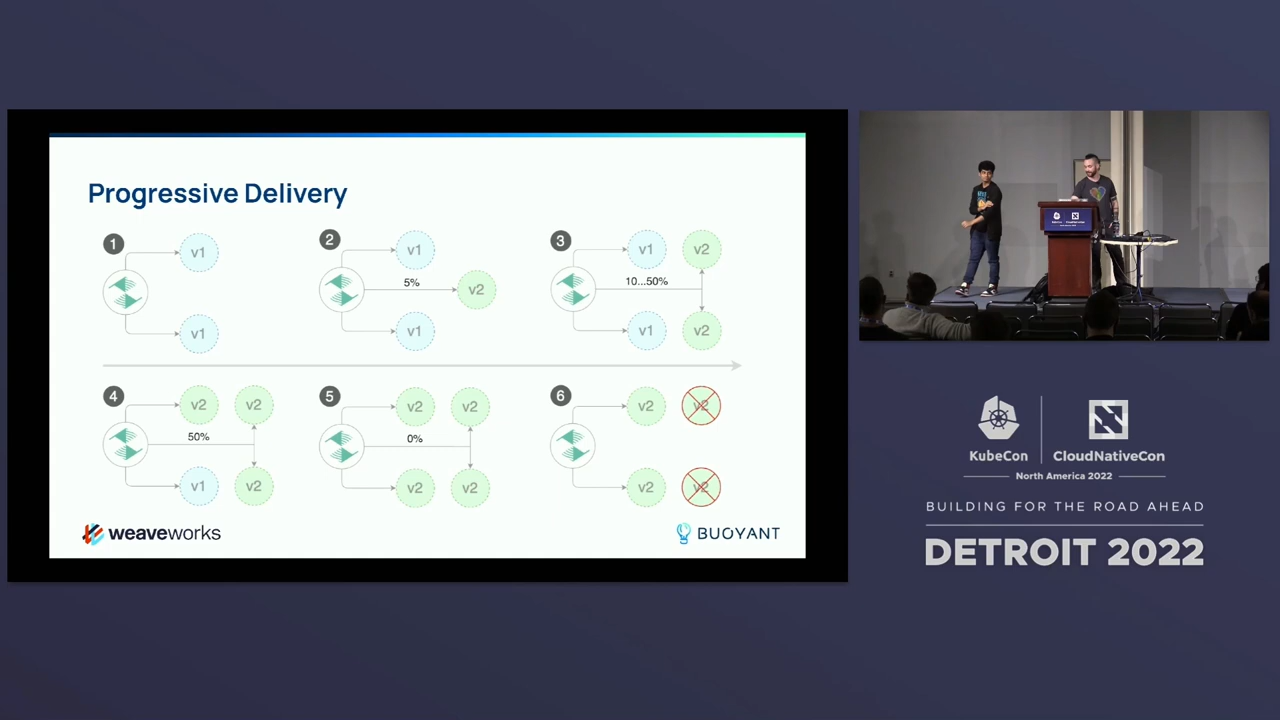 Progressive Delivery
1
v1
v1
2
v1
5%
v2
v1
3
v1
v2
10...50%
v1
v2
4
v2
v2
50%
v1
v2
5
v2
v2
0%
v2
v2
6
v2
v2
v2
v2
weaveworks
BUOYANT
KubeCon
CloudNativeCon
North America 2022
BUILDING FOR THE ROAD AHEAD
DETROIT 2022